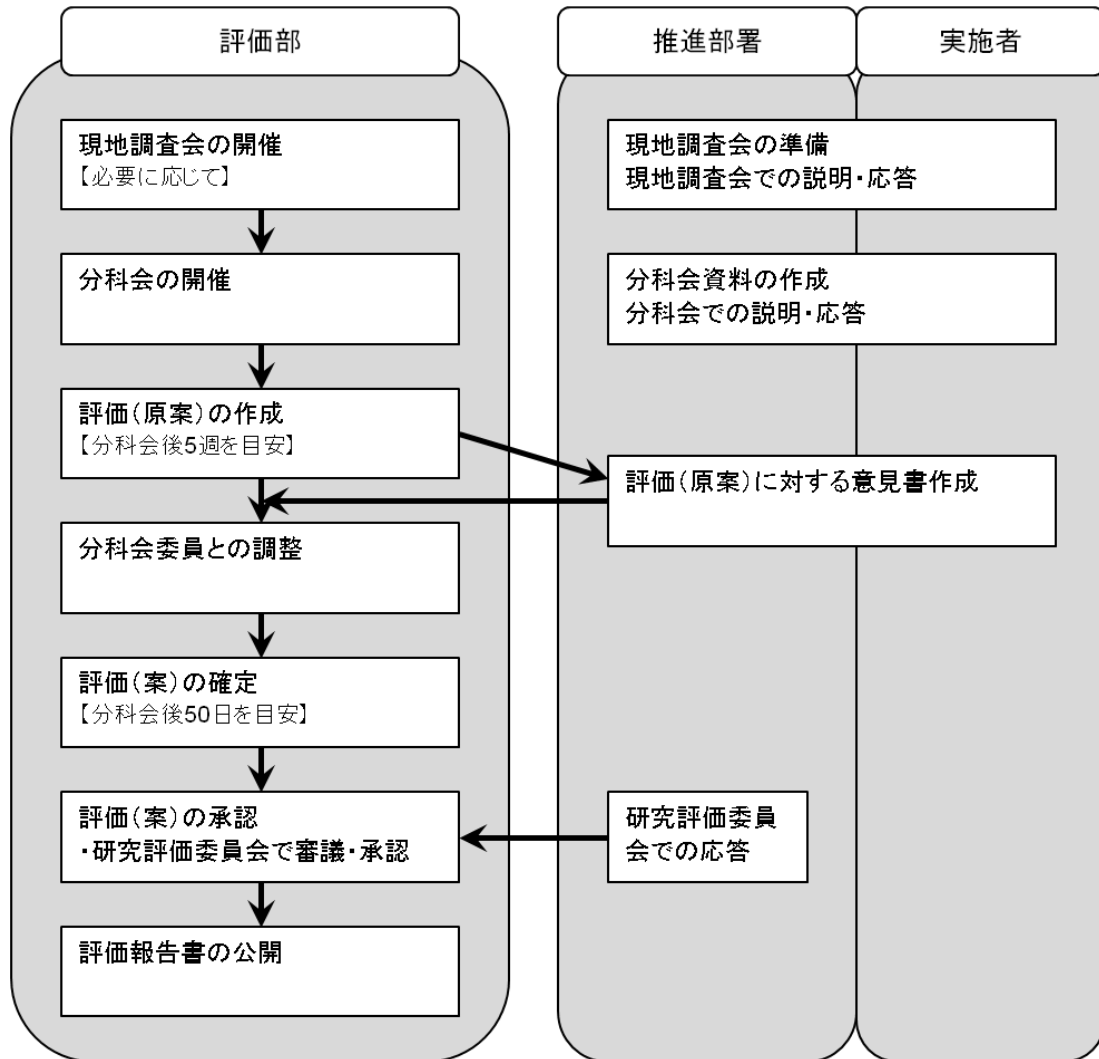 評価部
推進部署
実施者
現地調査会の開催
【必要に応じて】
現地調査会の準備
現地調査会での説明・応答
分科会の開催
分科会資料の作成
分科会での説明・応答
評価(原案)の作成
【分科会後5週を目安】
評価(原案)に対する意見書作成
分科会委員との調整
評価(案)の確定
【分科会後50日を目安】
評価(案)の承認
・研究評価委員会で審議・承認
研究評価委員
会での応答
評価報告書の公開